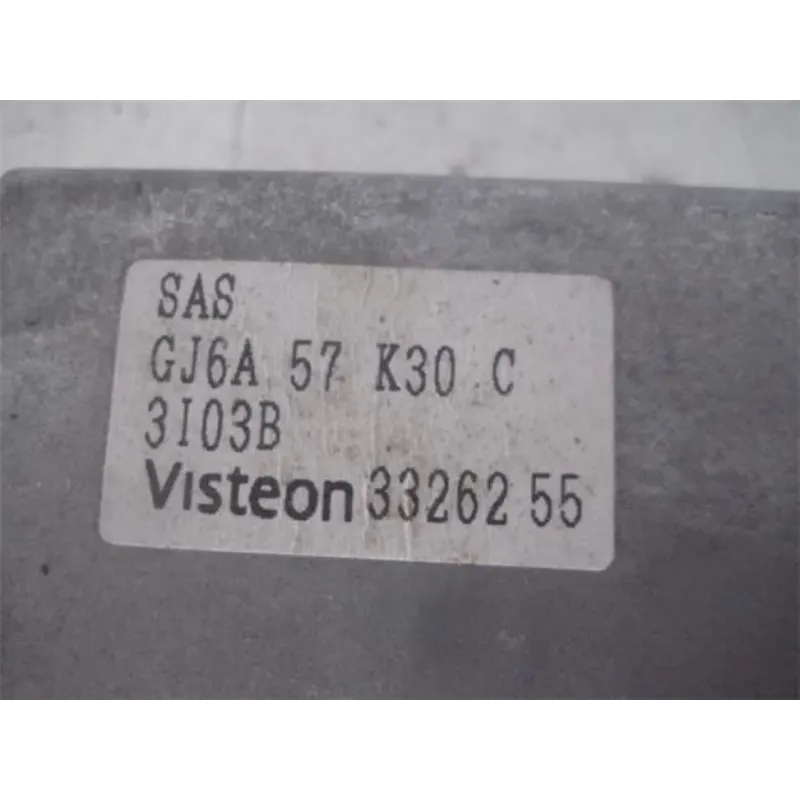 SAS
GJ6A 57 K30 C
3I03B
Visteon 33262 55